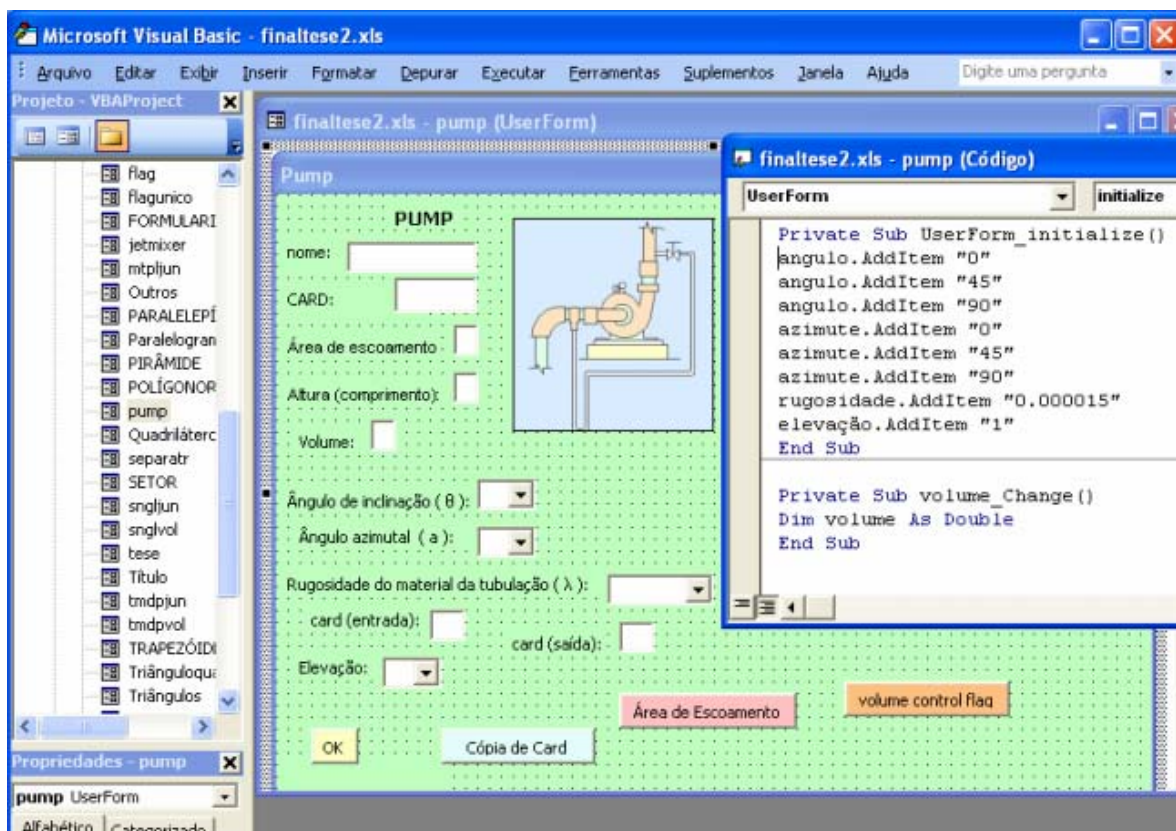 Microsoft Visual Basic - finaltese2.xls
Arquivo Editar Exibir Inserir Formatar Depurar Executar Ferramentas Suplementos Janela Ajuda Digite uma pergunta
Projeto - VBAProject
flag
flagunico
FORMULARI
jetmixer
mtpljun
Outros
PARALELEPÍ
Paralelogran
PIRÂMIDE
POLÍGONOR
pump
Quadriláterc
separatr
SETOR
sngljun
snglvol
tese
Título
tmdpjun
tmdpvol
TRAPEZÓID
Triânguloqua
Triângulos
Propriedades - pump
pump UserForm
Alfabético Categorizado
finaltese2.xls - pump (UserForm)
Pump
PUMP
nome:
CARD:
Área de escoamento
Altura (comprimento):
Volume:
Ângulo de inclinação ( θ ):
Ângulo azimutal ( a ):
Rugosidade do material da tubulação ( λ ):
card (entrada):
card (saída):
Elevação:
Área de Escoamento
volume control flag
OK
Cópia de Card
finaltese2.xls - pump (Código)
UserForm
initialize
Private Sub UserForm_initialize()
angulo.AddItem "0"
angulo.AddItem "45"
angulo.AddItem "90"
azimute.AddItem "0"
azimute.AddItem "45"
azimute.AddItem "90"
rugosidade.AddItem "0.000015"
elevação.AddItem "1"
End Sub
Private Sub volume_Change()
Dim volume As Double
End Sub